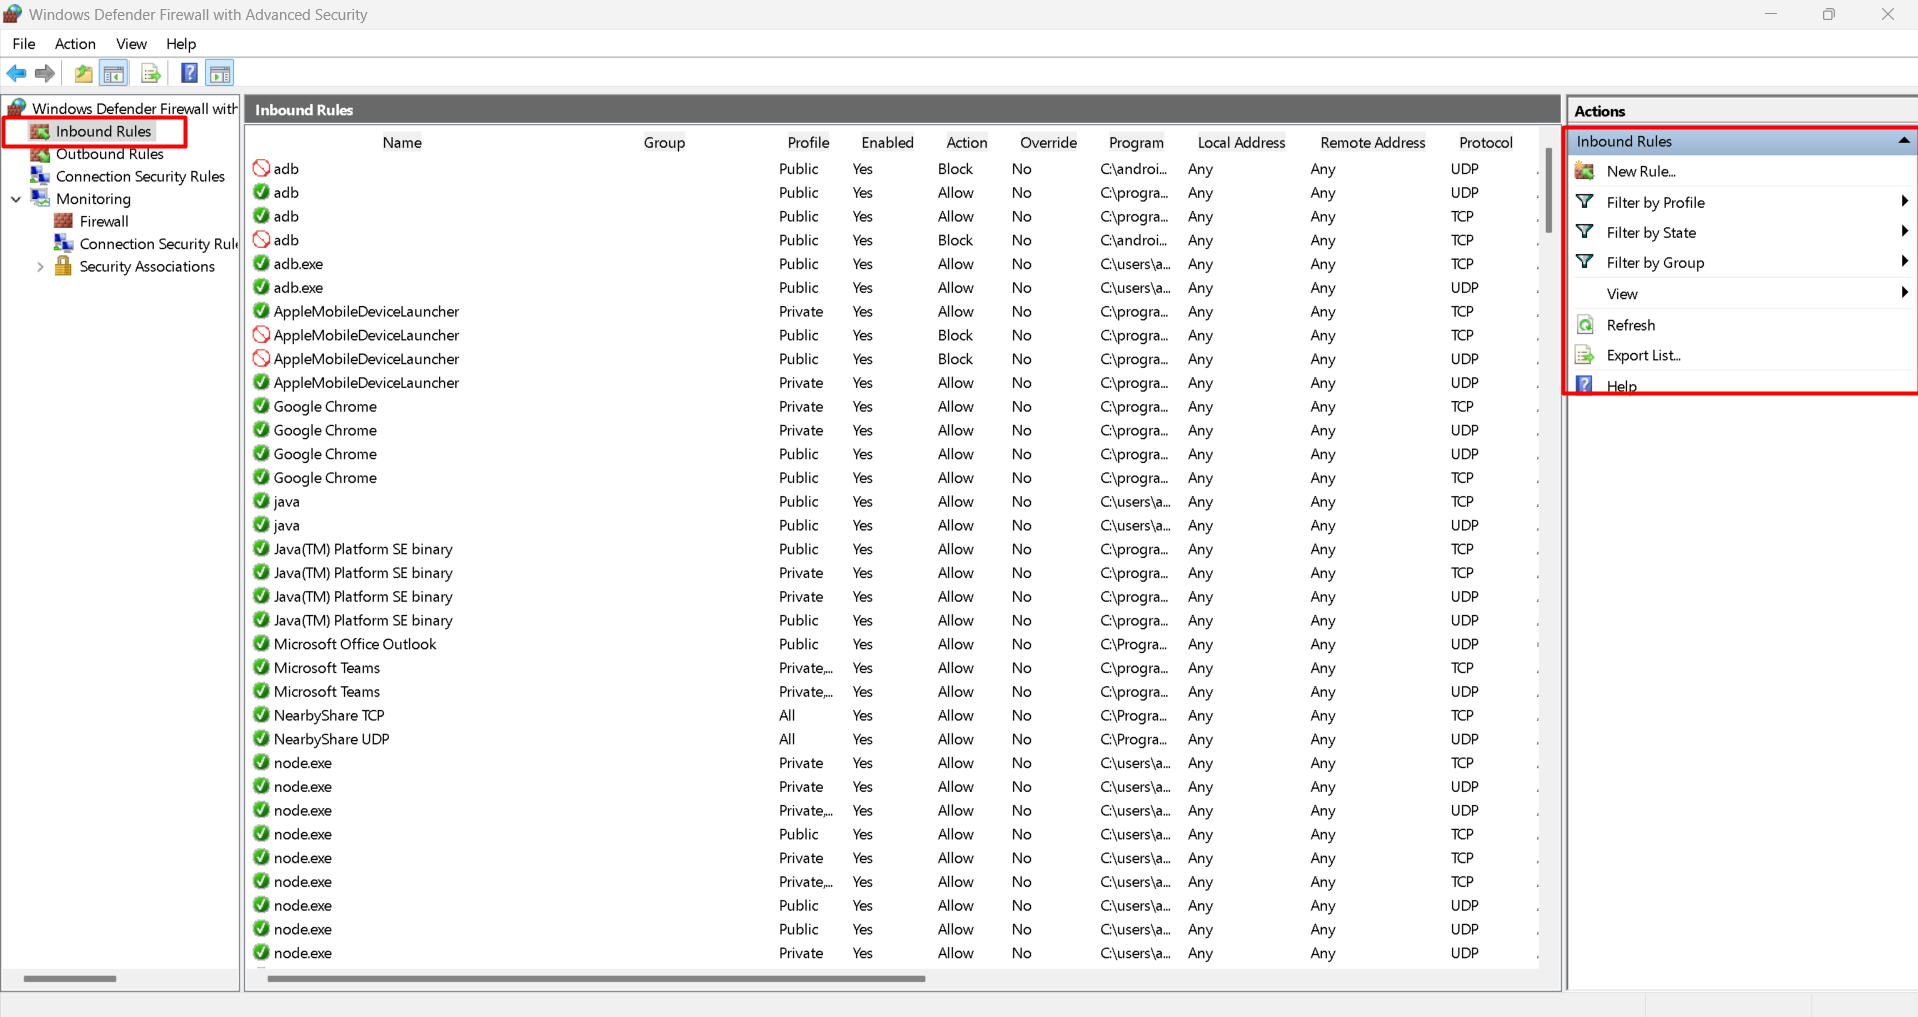 Windows Defender Firewall with Advanced Security
File Action View Help
Windows Defender Firewall with
Inbound Rules
Outbound Rules
Connection Security Rules
Monitoring
Firewall
Connection Security Rule
Security Associations
Inbound Rules
Name Group Profile Enabled Action Override Program Local Address Remote Address Protocol
adb Public Yes Block No C:\androi... Any Any UDP
adb Public Yes Allow No C:\progra... Any Any UDP
adb Public Yes Allow No C:\progra... Any Any TCP
adb Public Yes Block No C:\androi... Any Any TCP
adb.exe Public Yes Allow No C:\users\a... Any Any TCP
adb.exe Public Yes Allow No C:\users\a... Any Any UDP
AppleMobileDeviceLauncher Private Yes Allow No C:\progra... Any Any TCP
AppleMobileDeviceLauncher Public Yes Block No C:\progra... Any Any TCP
AppleMobileDeviceLauncher Public Yes Block No C:\progra... Any Any UDP
AppleMobileDeviceLauncher Private Yes Allow No C:\progra... Any Any UDP
Google Chrome Private Yes Allow No C:\progra... Any Any TCP
Google Chrome Private Yes Allow No C:\progra... Any Any UDP
Google Chrome Public Yes Allow No C:\progra... Any Any UDP
Google Chrome Public Yes Allow No C:\progra... Any Any TCP
java Public Yes Allow No C:\users\a... Any Any TCP
java Public Yes Allow No C:\users\a... Any Any UDP
Java(TM) Platform SE binary Public Yes Allow No C:\progra... Any Any TCP
Java(TM) Platform SE binary Private Yes Allow No C:\progra... Any Any TCP
Java(TM) Platform SE binary Private Yes Allow No C:\progra... Any Any UDP
Java(TM) Platform SE binary Public Yes Allow No C:\progra... Any Any UDP
Microsoft Office Outlook Public Yes Allow No C:\Progra... Any Any UDP
Microsoft Teams Private,... Yes Allow No C:\progra... Any Any TCP
Microsoft Teams Private,... Yes Allow No C:\progra... Any Any UDP
NearbyShare TCP All Yes Allow No C:\Progra... Any Any TCP
NearbyShare UDP All Yes Allow No C:\Progra... Any Any UDP
node.exe Private Yes Allow No C:\users\a... Any Any TCP
node.exe Private Yes Allow No C:\users\a... Any Any UDP
node.exe Private,... Yes Allow No C:\users\a... Any Any UDP
node.exe Public Yes Allow No C:\users\a... Any Any TCP
node.exe Private Yes Allow No C:\users\a... Any Any TCP
node.exe Private,... Yes Allow No C:\users\a... Any Any TCP
node.exe Public Yes Allow No C:\users\a... Any Any UDP
node.exe Public Yes Allow No C:\users\a... Any Any UDP
node.exe Private Yes Allow No C:\users\a... Any Any UDP
Actions
Inbound Rules
New Rule...
Filter by Profile
Filter by State
Filter by Group
View
Refresh
Export List...
Help